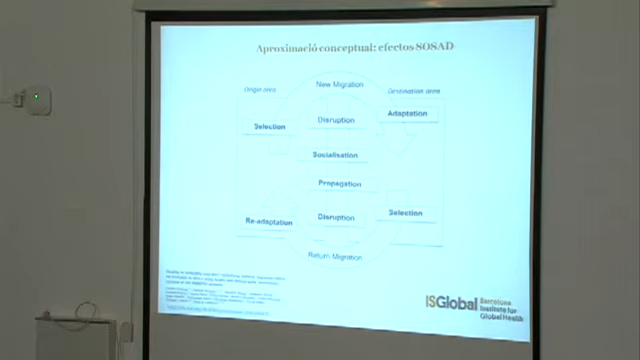 Aproximació conceptual: efectos SOSAD
New Migration
Origin area
Destination area
Disruption
Adaptation
Selection
Socialisation
Propagation
Re-adaptation
Disruption
Selection
Return Migration
ISGlobal Barcelona
Institute for
Global Health